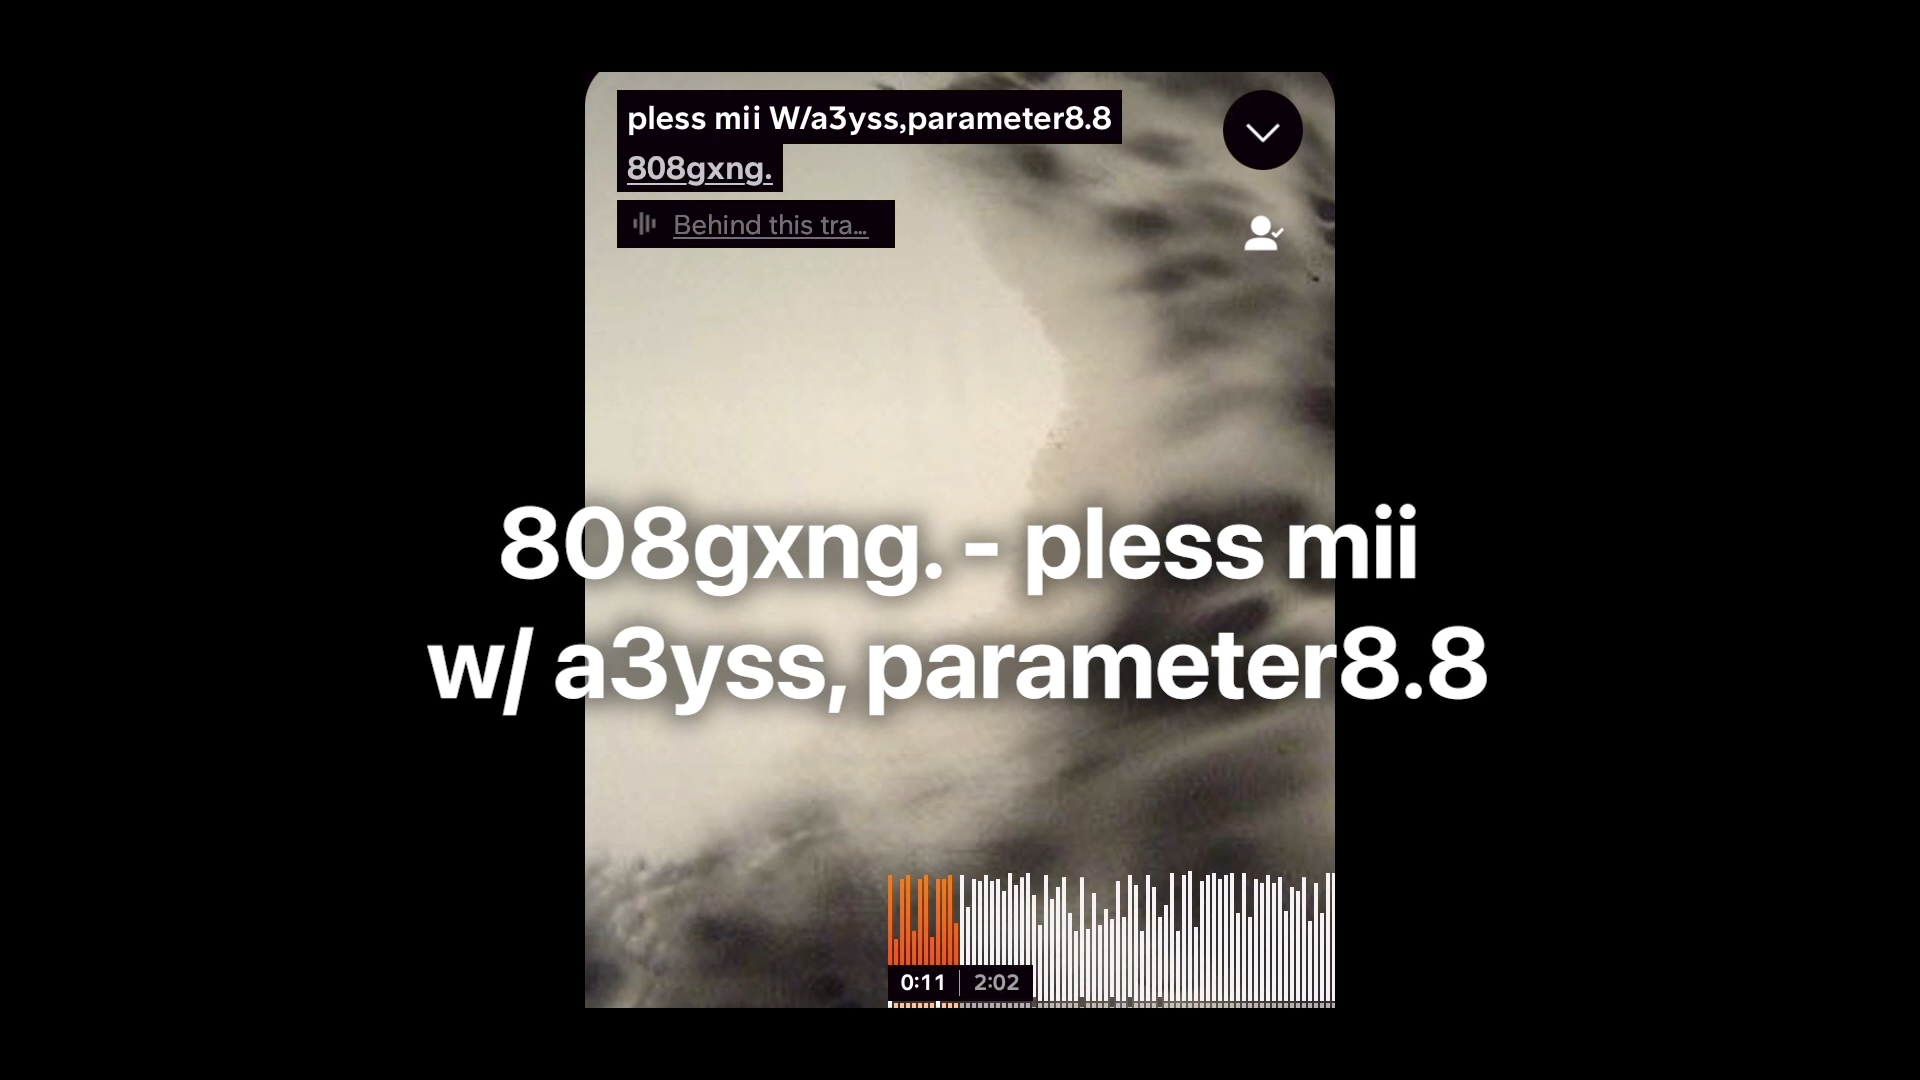 pless mii W/a3yss,parameter8.8
808gxng.
Behind this tra...
808gxng. - pless mii
w/ a3yss, parameter8.8
0:11 2:02